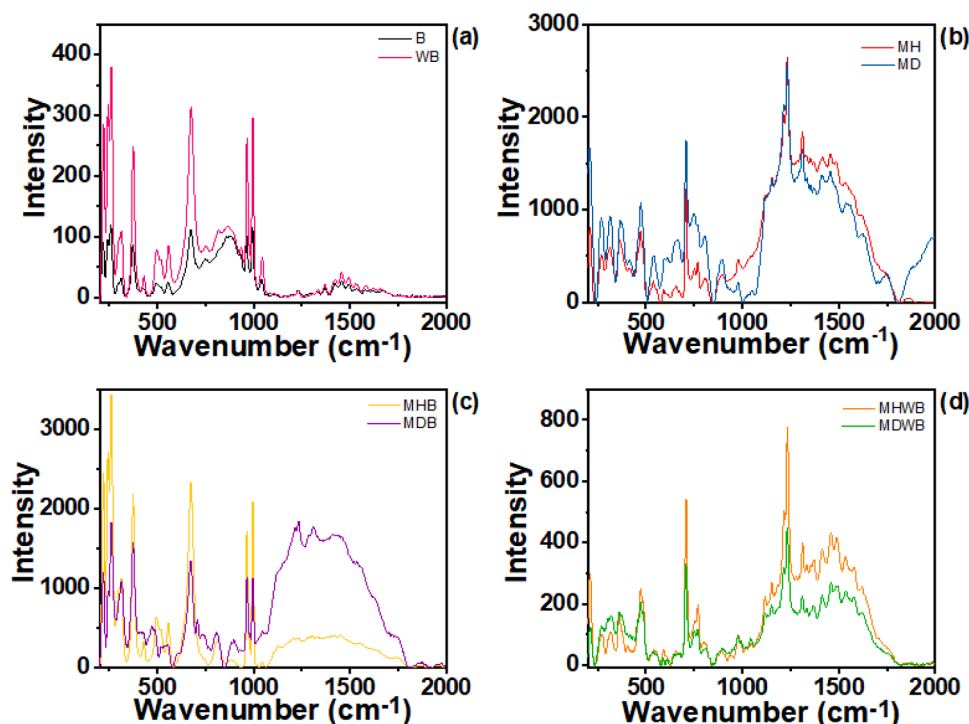 B
WB
(a)
400
300
200
100
0
Intensity
500 1000 1500 2000
Wavenumber (cm-1)
MH
MD
(b)
3000
2000
1000
0
Intensity
500 1000 1500 2000
Wavenumber (cm-1)
MHB
MDB
(c)
3000
2000
1000
0
Intensity
500 1000 1500 2000
Wavenumber (cm-1)
MHWB
MDWB
(d)
800
600
400
200
0
Intensity
500 1000 1500 2000
Wavenumber (cm-1)